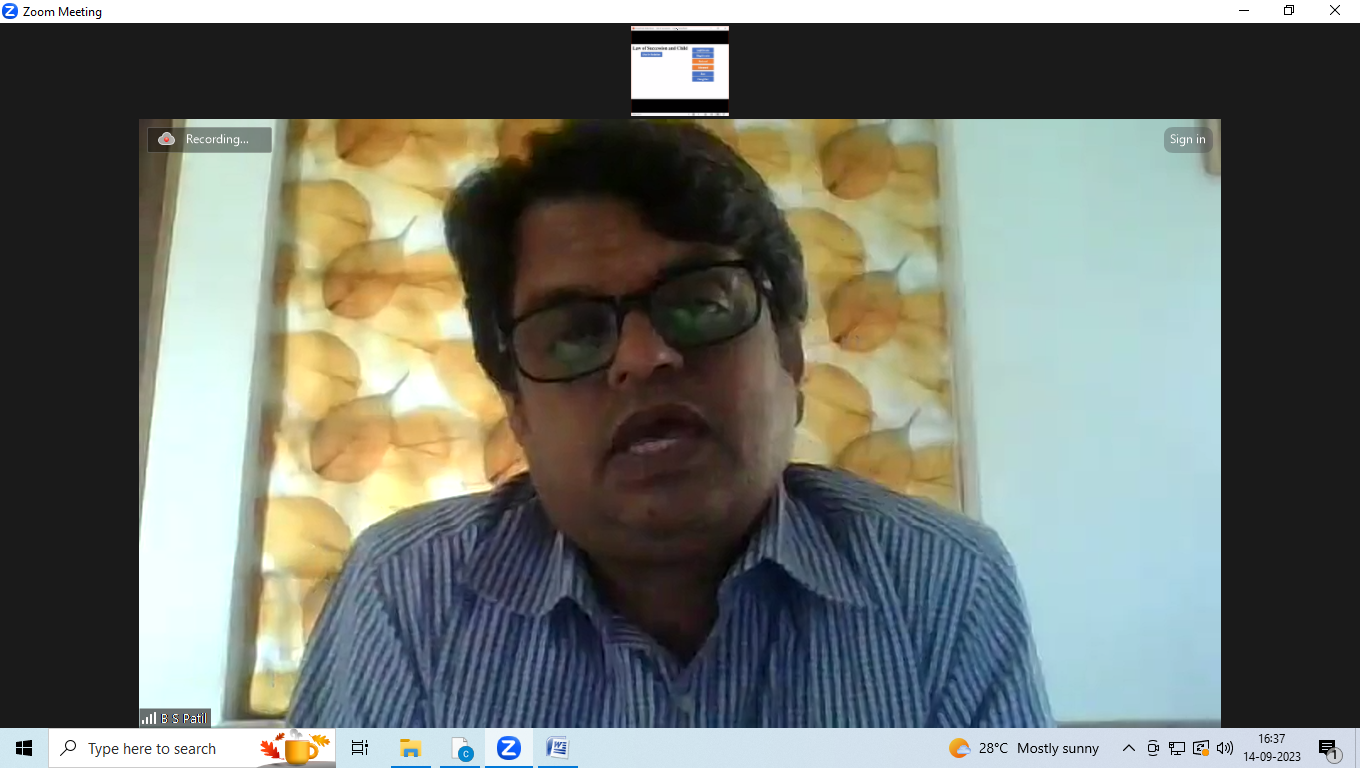 Zoom Meeting
Law of Succession and Child
Recording...
Sign in
B S Patil
Type here to search
28°C Mostly sunny
16:37
14-09-2023
1